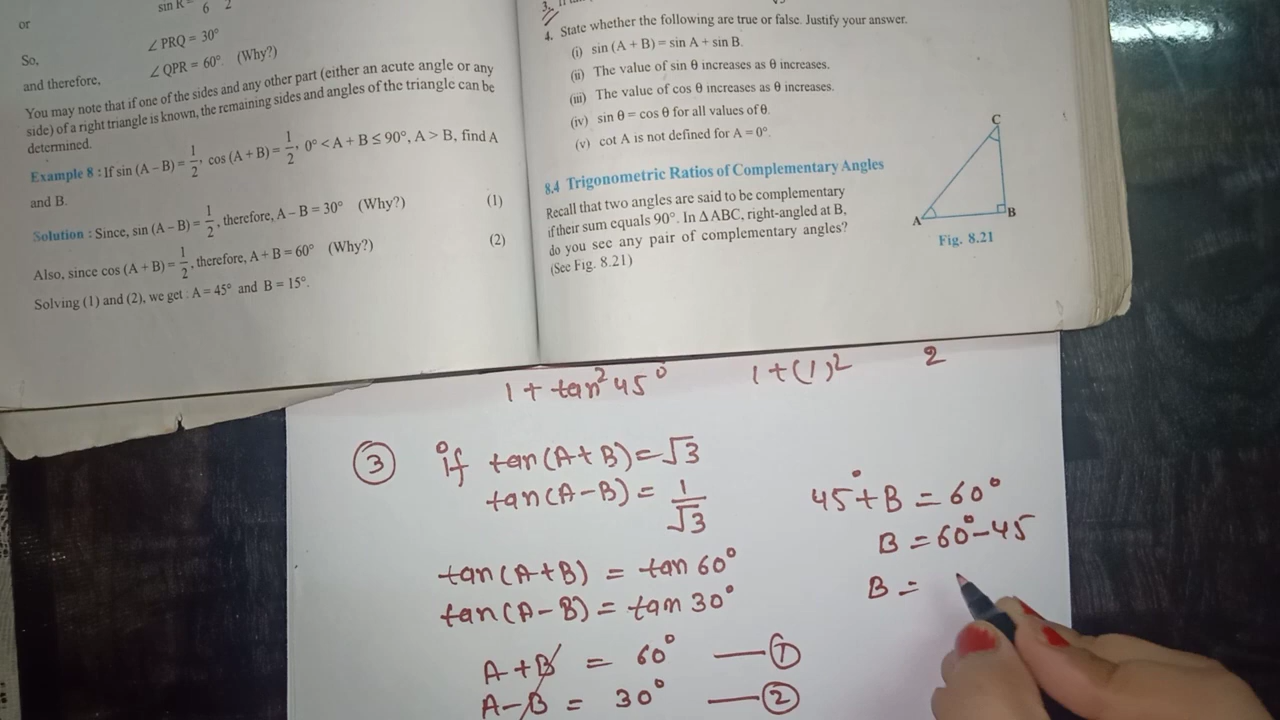 sin R = 6 2
or
∠ PRQ = 30°
So,
and therefore, ∠ QPR = 60°. (Why?)
You may note that if one of the sides and any other part (either an acute angle or any
side) of a right triangle is known, the remaining sides and angles of the triangle can be
determined.
Example 8 : If sin (A – B) = 1/2, cos (A + B) = 1/2, 0° < A + B ≤ 90°, A > B, find A
and B.
Solution : Since, sin (A – B) = 1/2, therefore, A – B = 30° (Why?) (1)
Also, since cos (A + B) = 1/2, therefore, A + B = 60° (Why?) (2)
Solving (1) and (2), we get : A = 45° and B = 15°.
3.
4. State whether the following are true or false. Justify your answer.
(i) sin (A + B) = sin A + sin B.
(ii) The value of sin θ increases as θ increases.
(iii) The value of cos θ increases as θ increases.
(iv) sin θ = cos θ for all values of θ.
(v) cot A is not defined for A = 0°.
8.4 Trigonometric Ratios of Complementary Angles
Recall that two angles are said to be complementary
if their sum equals 90°. In Δ ABC, right-angled at B,
do you see any pair of complementary angles?
(See Fig. 8.21)
C
A
B
Fig. 8.21
1 + tan² 45° 1 + (1)² 2
3 if tan(A+B) = √3
tan(A-B) = 1/√3
tan(A+B) = tan 60°
tan(A-B) = tan 30°
A + B = 60° — 1
A - B = 30° — 2
45° + B = 60°
B = 60° - 45
B =